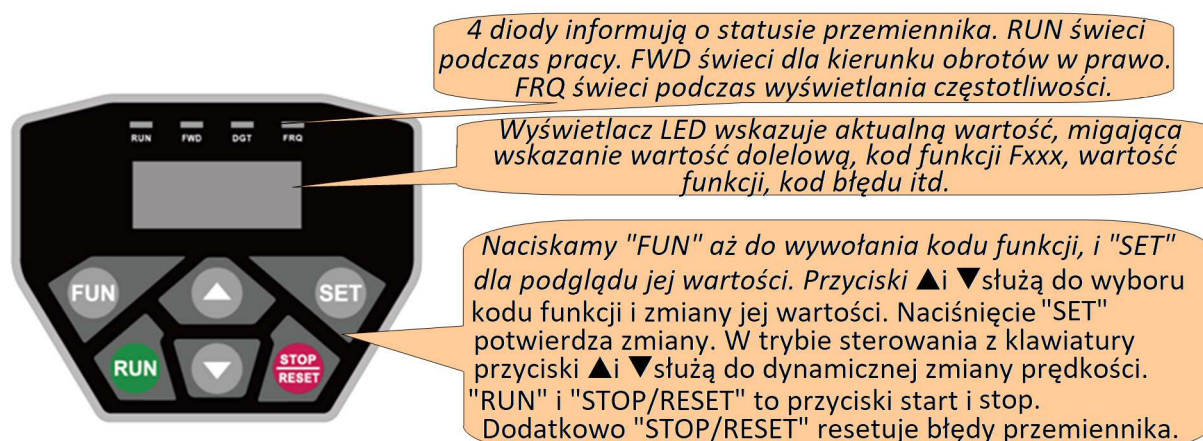 4 diody informują o statusie przemiennika. RUN świeci
podczas pracy. FWD świeci dla kierunku obrotów w prawo.
FRQ świeci podczas wyświetlania częstotliwości.
RUN FWD DGT FRQ
Wyświetlacz LED wskazuje aktualną wartość, migająca
wskazanie wartość dolelową, kod funkcji Fxxx, wartość
funkcji, kod błędu itd.
FUN SET
RUN STOP
RESET
Naciskamy "FUN" aż do wywołania kodu funkcji, i "SET"
dla podglądu jej wartości. Przyciski ▲i ▼służą do wyboru
kodu funkcji i zmiany jej wartości. Naciśnięcie "SET"
potwierdza zmiany. W trybie sterowania z klawiatury
przyciski ▲i ▼służą do dynamicznej zmiany prędkości.
"RUN" i "STOP/RESET" to przyciski start i stop.
Dodatkowo "STOP/RESET" resetuje błędy przemiennika.